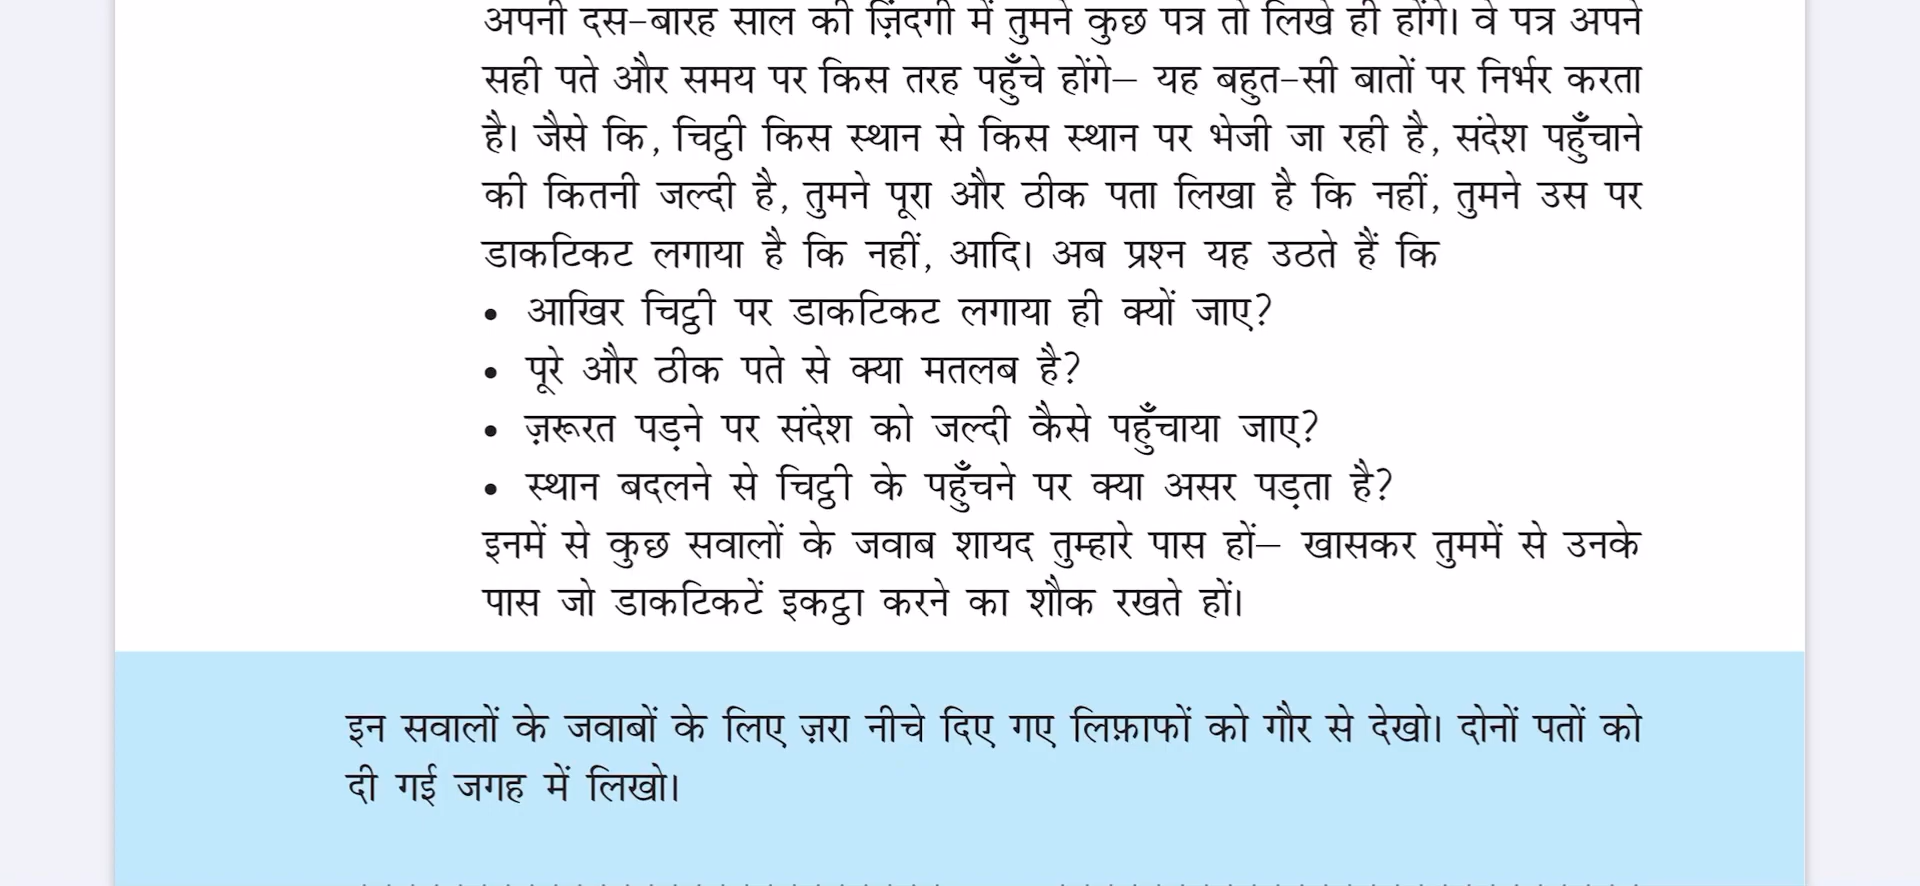 अपनी दस-बारह साल की ज़िंदगी में तुमने कुछ पत्र तो लिखे ही होंगे। वे पत्र अपने
सही पते और समय पर किस तरह पहुँचे होंगे– यह बहुत-सी बातों पर निर्भर करता
है। जैसे कि, चिट्ठी किस स्थान से किस स्थान पर भेजी जा रही है, संदेश पहुँचाने
की कितनी जल्दी है, तुमने पूरा और ठीक पता लिखा है कि नहीं, तुमने उस पर
डाकटिकट लगाया है कि नहीं, आदि। अब प्रश्न यह उठते हैं कि
• आखिर चिट्ठी पर डाकटिकट लगाया ही क्यों जाए?
• पूरे और ठीक पते से क्या मतलब है?
• ज़रूरत पड़ने पर संदेश को जल्दी कैसे पहुँचाया जाए?
• स्थान बदलने से चिट्ठी के पहुँचने पर क्या असर पड़ता है?
इनमें से कुछ सवालों के जवाब शायद तुम्हारे पास हों– खासकर तुममें से उनके
पास जो डाकटिकटें इकट्ठा करने का शौक रखते हों।
इन सवालों के जवाबों के लिए ज़रा नीचे दिए गए लिफ़ाफों को गौर से देखो। दोनों पतों को
दी गई जगह में लिखो।